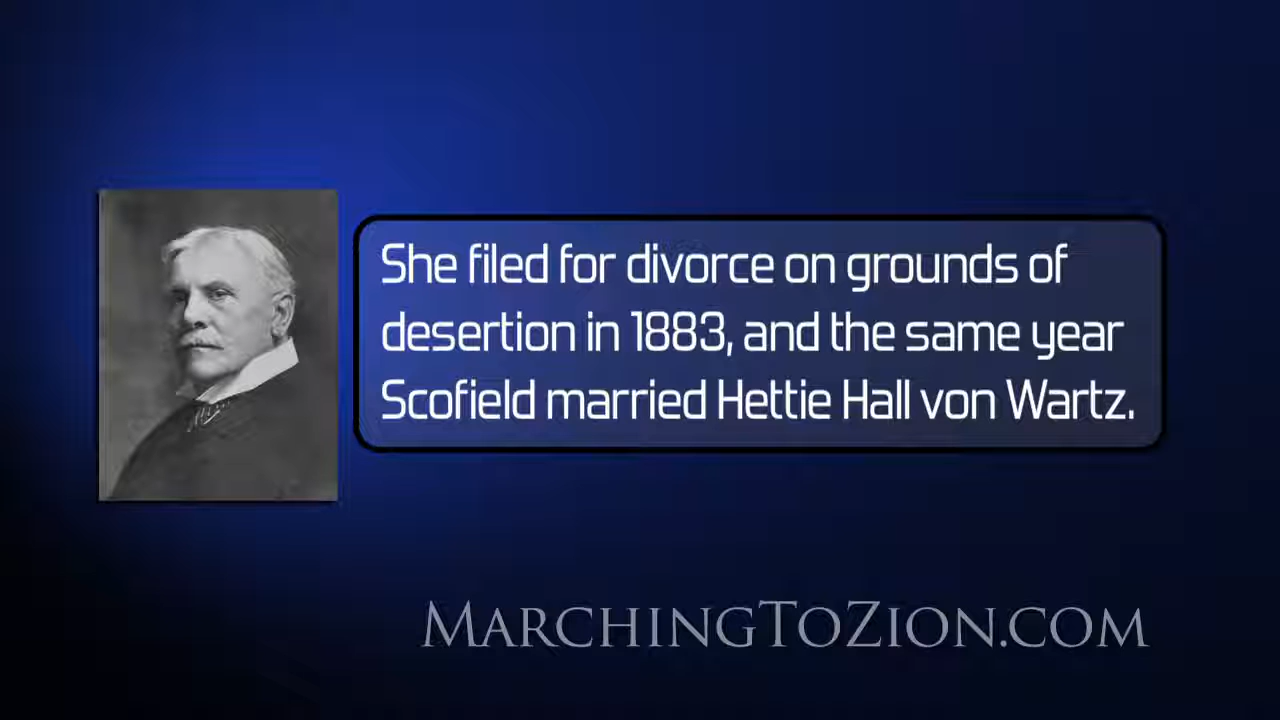 She filed for divorce on grounds of
desertion in 1883, and the same year
Scofield married Hettie Hall von Wartz.
MARCHINGTOZION.COM